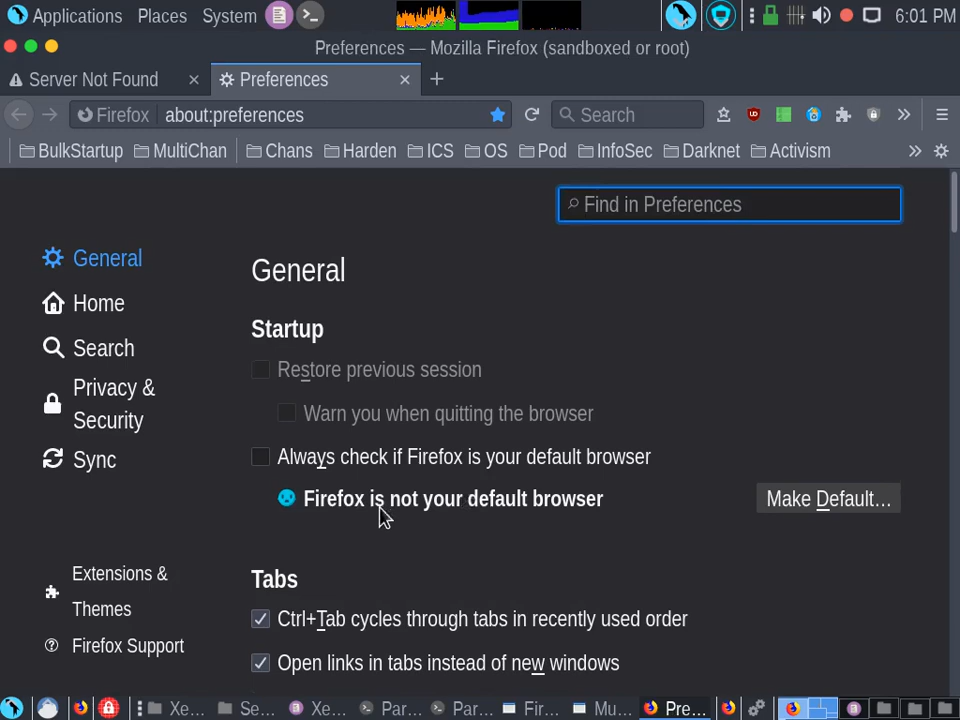 Applications Places System 6:01 PM
Preferences — Mozilla Firefox (sandboxed or root)
Server Not Found Preferences
Firefox about:preferences Search
BulkStartup MultiChan Chans Harden ICS OS Pod InfoSec Darknet Activism
Find in Preferences
General
Home
Search
Privacy &
Security
Sync
Extensions &
Themes
Firefox Support
General
Startup
Restore previous session
Warn you when quitting the browser
Always check if Firefox is your default browser
Firefox is not your default browser Make Default…
Tabs
Ctrl+Tab cycles through tabs in recently used order
Open links in tabs instead of new windows
Xe... Se... Xe... Par... Par... Fir... Mu... Pre...